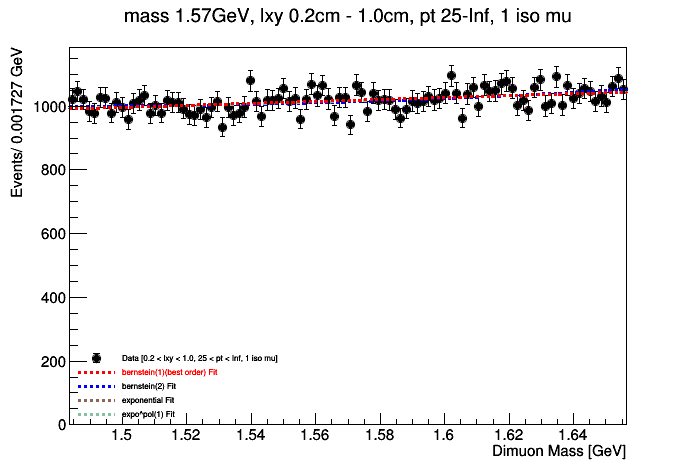 mass 1.57GeV, lxy 0.2cm - 1.0cm, pt 25-Inf, 1 iso mu
Events/ 0.001727 GeV
1000
800
600
400
200
0
Data [0.2 < lxy < 1.0, 25 < pt < Inf, 1 iso mu]
bernstein(1)(best order) Fit
bernstein(2) Fit
exponential Fit
expo*pol(1) Fit
1.5 1.52 1.54 1.56 1.58 1.6 1.62 1.64
Dimuon Mass [GeV]